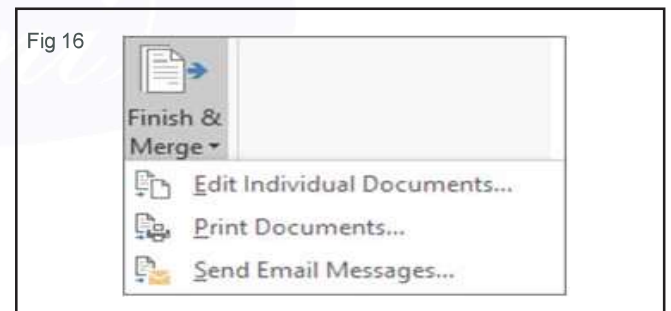 Fig 16
Finish &
Merge
Edit Individual Documents...
Print Documents...
Send Email Messages...